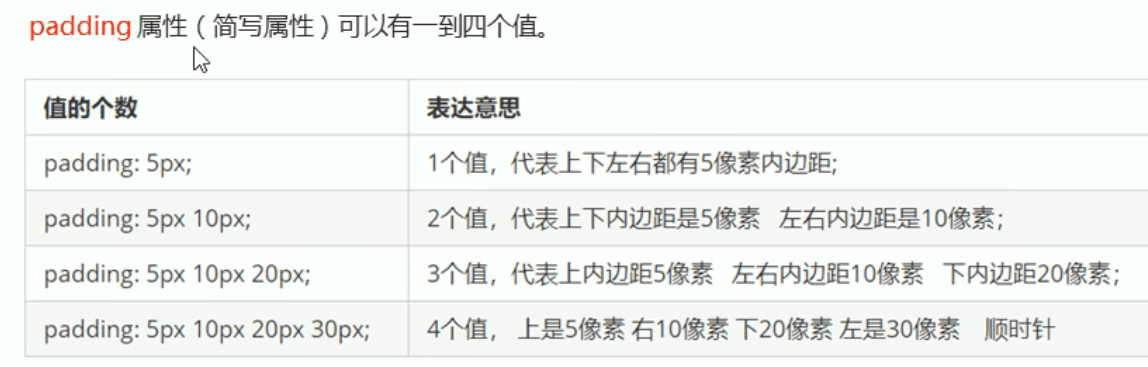 padding 属性（简写属性）可以有一到四个值。
值的个数 表达意思
padding: 5px; 1个值，代表上下左右都有5像素内边距;
padding: 5px 10px; 2个值，代表上下内边距是5像素 左右内边距是10像素；
padding: 5px 10px 20px; 3个值，代表上内边距5像素 左右内边距10像素 下内边距20像素；
padding: 5px 10px 20px 30px; 4个值， 上是5像素 右10像素 下20像素 左是30像素 顺时针